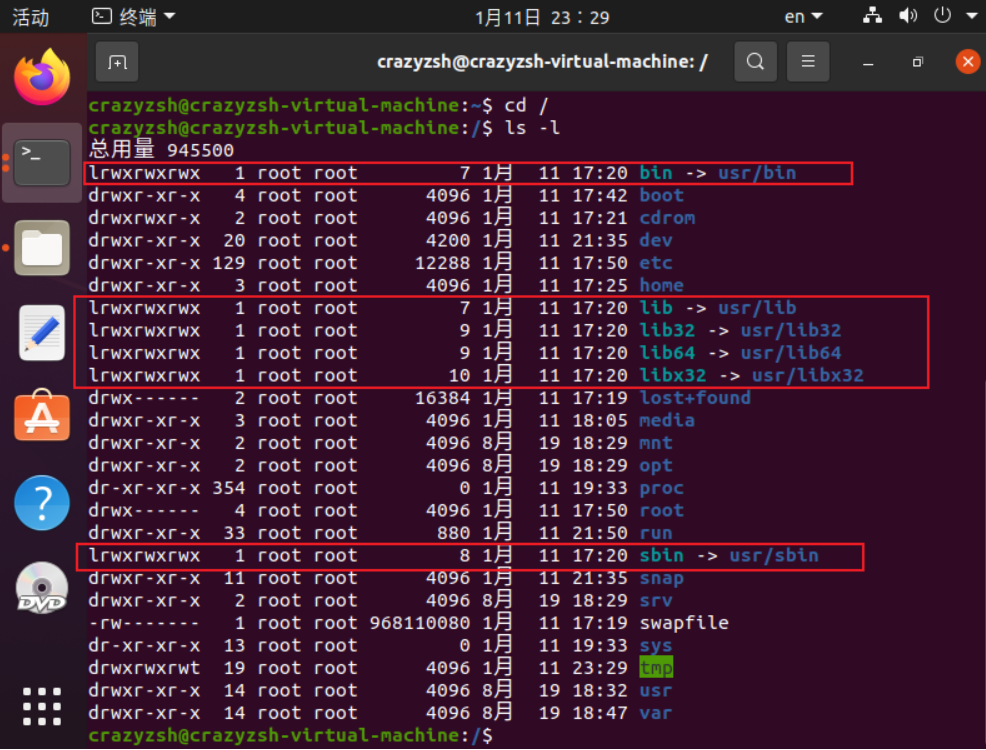 活动 终端 1月11日 23：29 en
crazyzsh@crazyzsh-virtual-machine: /
crazyzsh@crazyzsh-virtual-machine:~$ cd /
crazyzsh@crazyzsh-virtual-machine:/$ ls -l
总用量 945500
lrwxrwxrwx 1 root root 7 1月 11 17:20 bin -> usr/bin
drwxr-xr-x 4 root root 4096 1月 11 17:42 boot
drwxrwxr-x 2 root root 4096 1月 11 17:21 cdrom
drwxr-xr-x 20 root root 4200 1月 11 21:35 dev
drwxr-xr-x 129 root root 12288 1月 11 17:50 etc
drwxr-xr-x 3 root root 4096 1月 11 17:25 home
lrwxrwxrwx 1 root root 7 1月 11 17:20 lib -> usr/lib
lrwxrwxrwx 1 root root 9 1月 11 17:20 lib32 -> usr/lib32
lrwxrwxrwx 1 root root 9 1月 11 17:20 lib64 -> usr/lib64
lrwxrwxrwx 1 root root 10 1月 11 17:20 libx32 -> usr/libx32
drwx------ 2 root root 16384 1月 11 17:19 lost+found
drwxr-xr-x 3 root root 4096 1月 11 18:05 media
drwxr-xr-x 2 root root 4096 8月 19 18:29 mnt
drwxr-xr-x 2 root root 4096 8月 19 18:29 opt
dr-xr-xr-x 354 root root 0 1月 11 19:33 proc
drwx------ 4 root root 4096 1月 11 17:50 root
drwxr-xr-x 33 root root 880 1月 11 21:50 run
lrwxrwxrwx 1 root root 8 1月 11 17:20 sbin -> usr/sbin
drwxr-xr-x 11 root root 4096 1月 11 21:35 snap
drwxr-xr-x 2 root root 4096 8月 19 18:29 srv
-rw------- 1 root root 968110080 1月 11 17:19 swapfile
dr-xr-xr-x 13 root root 0 1月 11 19:33 sys
drwxrwxrwt 19 root root 4096 1月 11 23:29 tmp
drwxr-xr-x 14 root root 4096 8月 19 18:32 usr
drwxr-xr-x 14 root root 4096 8月 19 18:47 var
crazyzsh@crazyzsh-virtual-machine:/$
DVD